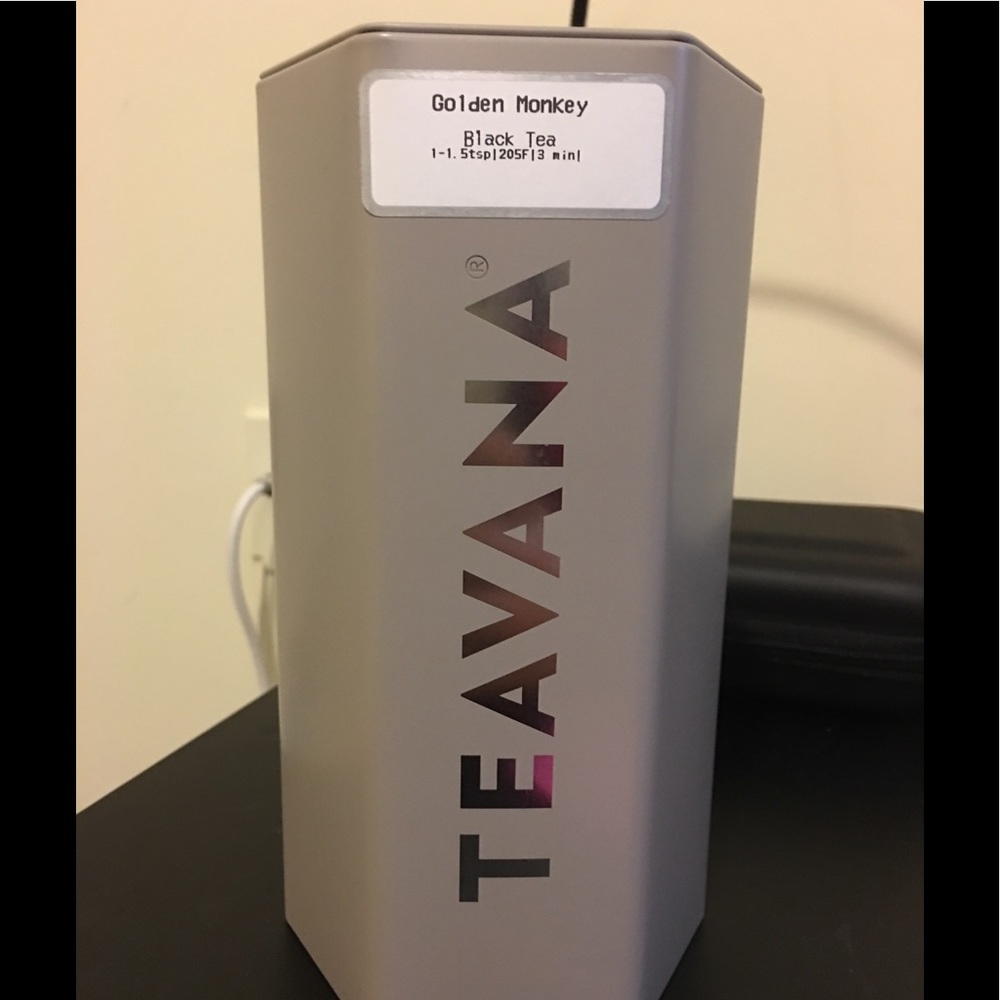 Golden Monkey
Black Tea
1-1.5tsp|205F|3 min|
TEAVANA®